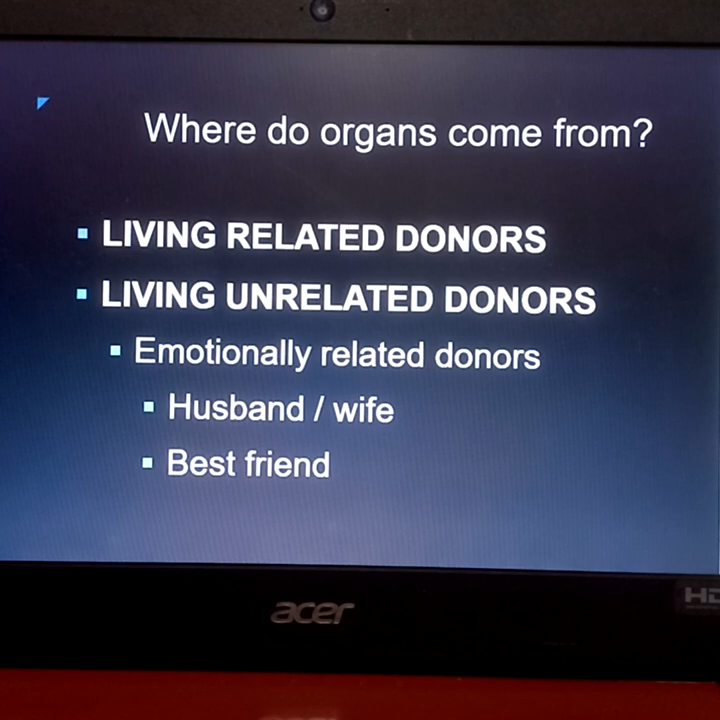 Where do organs come from?
▪ LIVING RELATED DONORS
▪ LIVING UNRELATED DONORS
▪ Emotionally related donors
▪ Husband / wife
▪ Best friend
acer
HD